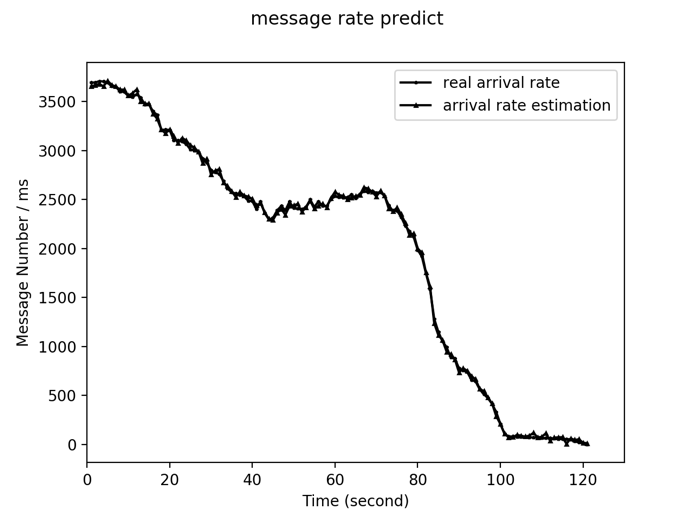 message rate predict
real arrival rate
arrival rate estimation
3500
3000
2500
2000
1500
1000
500
0
Message Number / ms
0 20 40 60 80 100 120
Time (second)